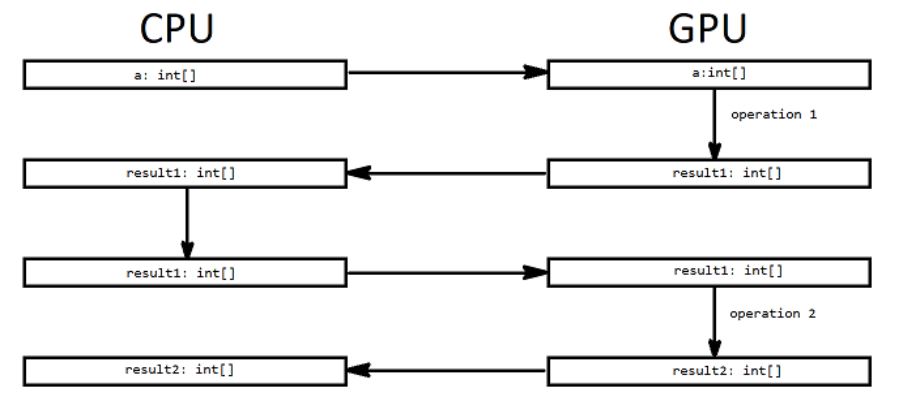 CPU
GPU
a: int[]
a:int[]
operation 1
result1: int[]
result1: int[]
result1: int[]
result1: int[]
operation 2
result2: int[]
result2: int[]